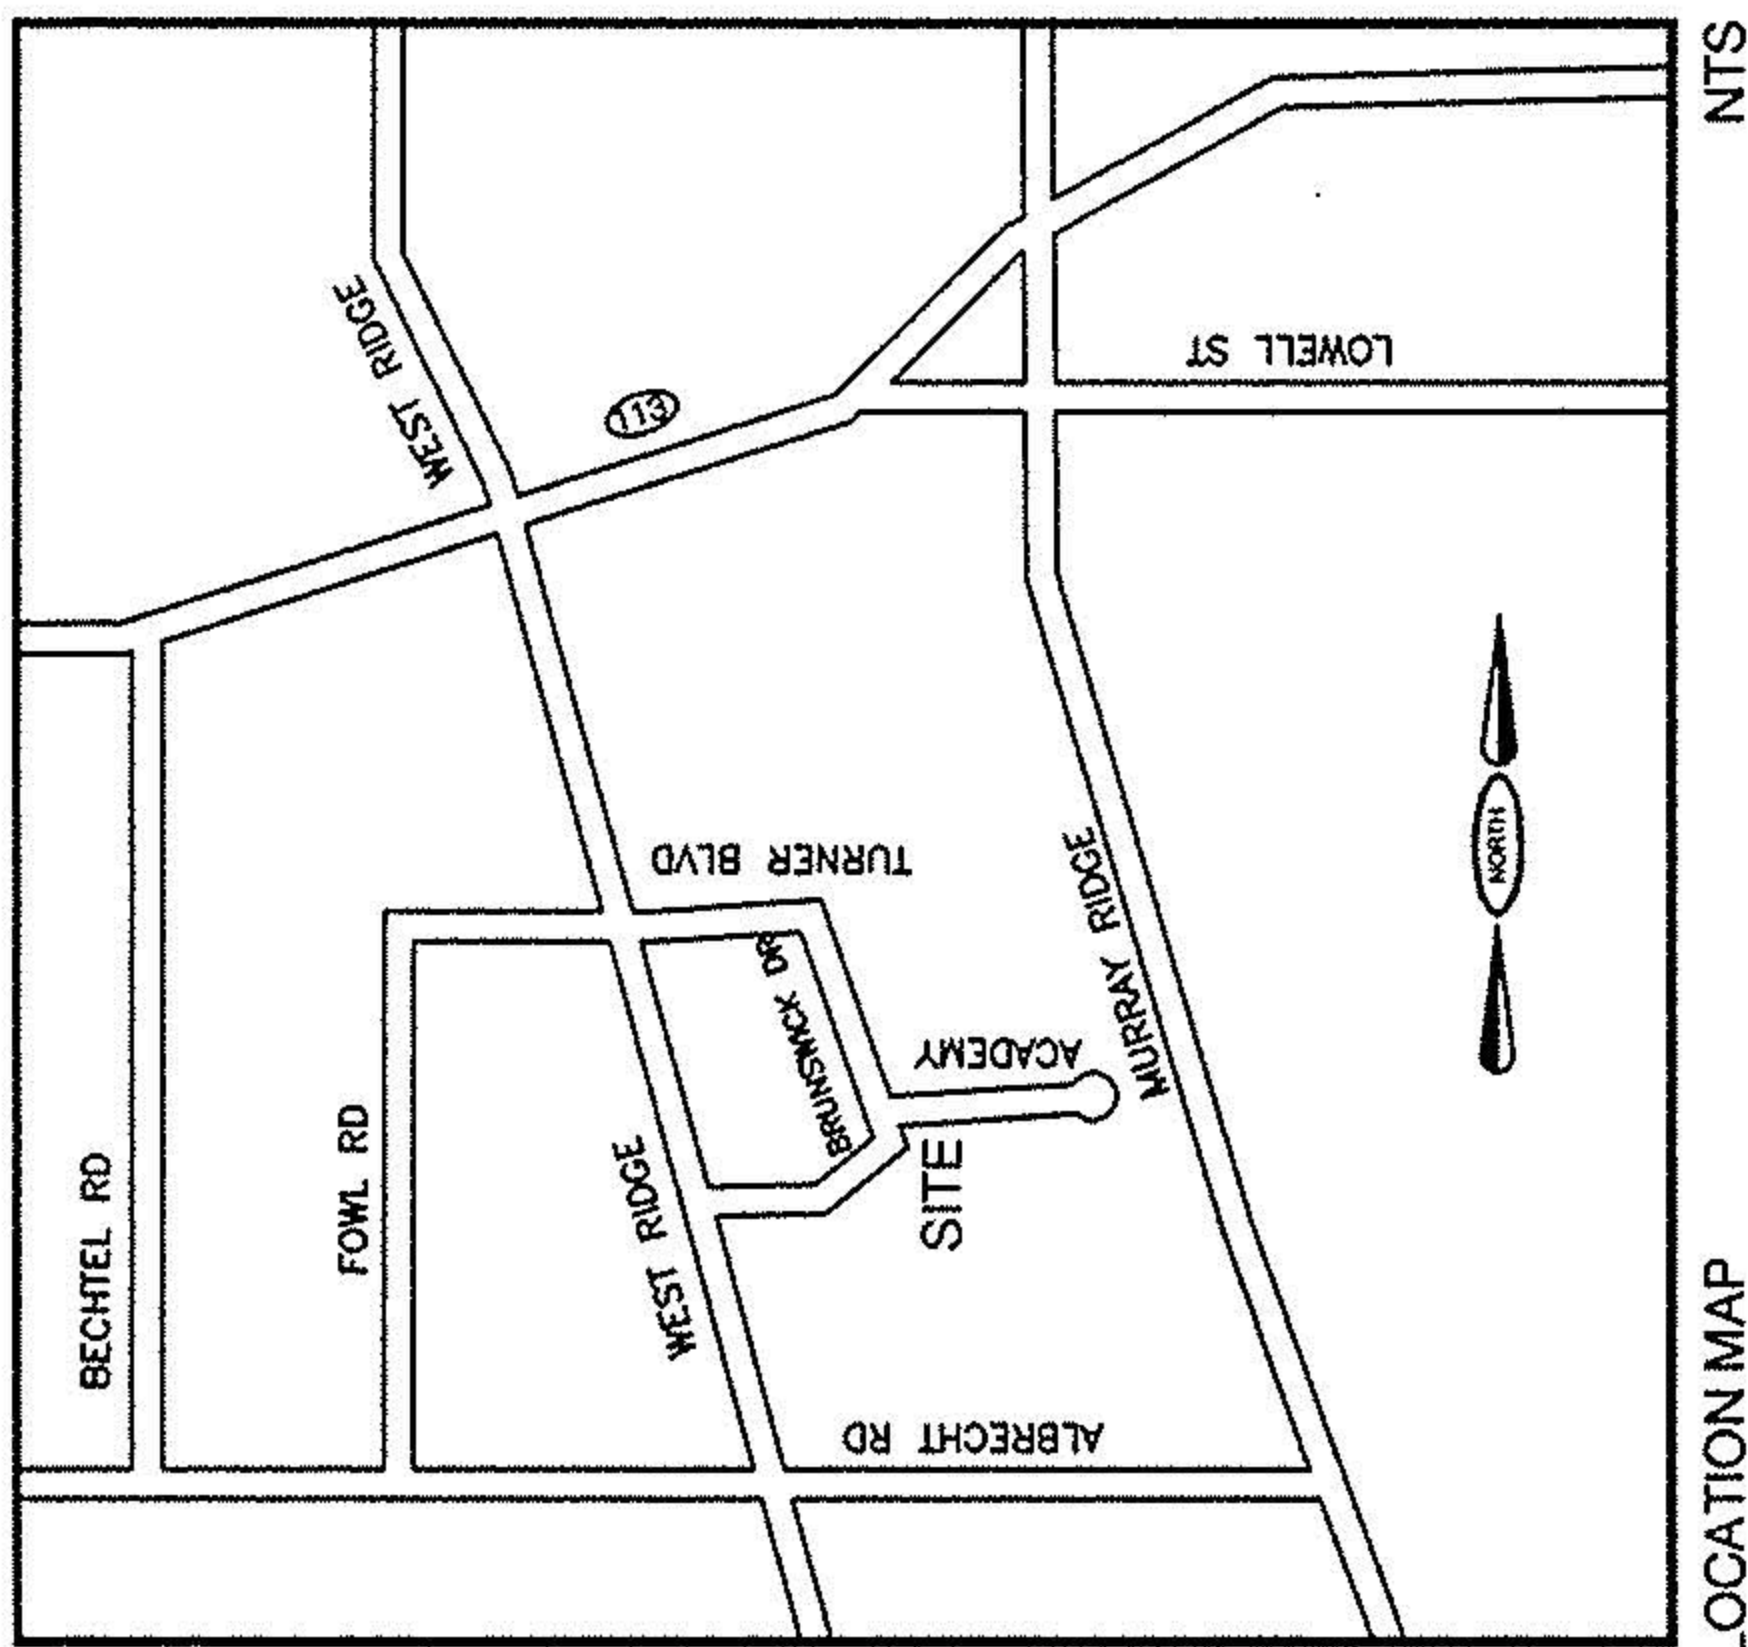 NTS
WEST RIDGE
113
LOWELL ST
TURNER BLVD
MURRAY RIDGE
NORTH
BRUNSWICK DR
ACADEMY
BECHTEL RD
FOWL RD
WEST RIDGE
SITE
ALBRECHT RD
LOCATION MAP